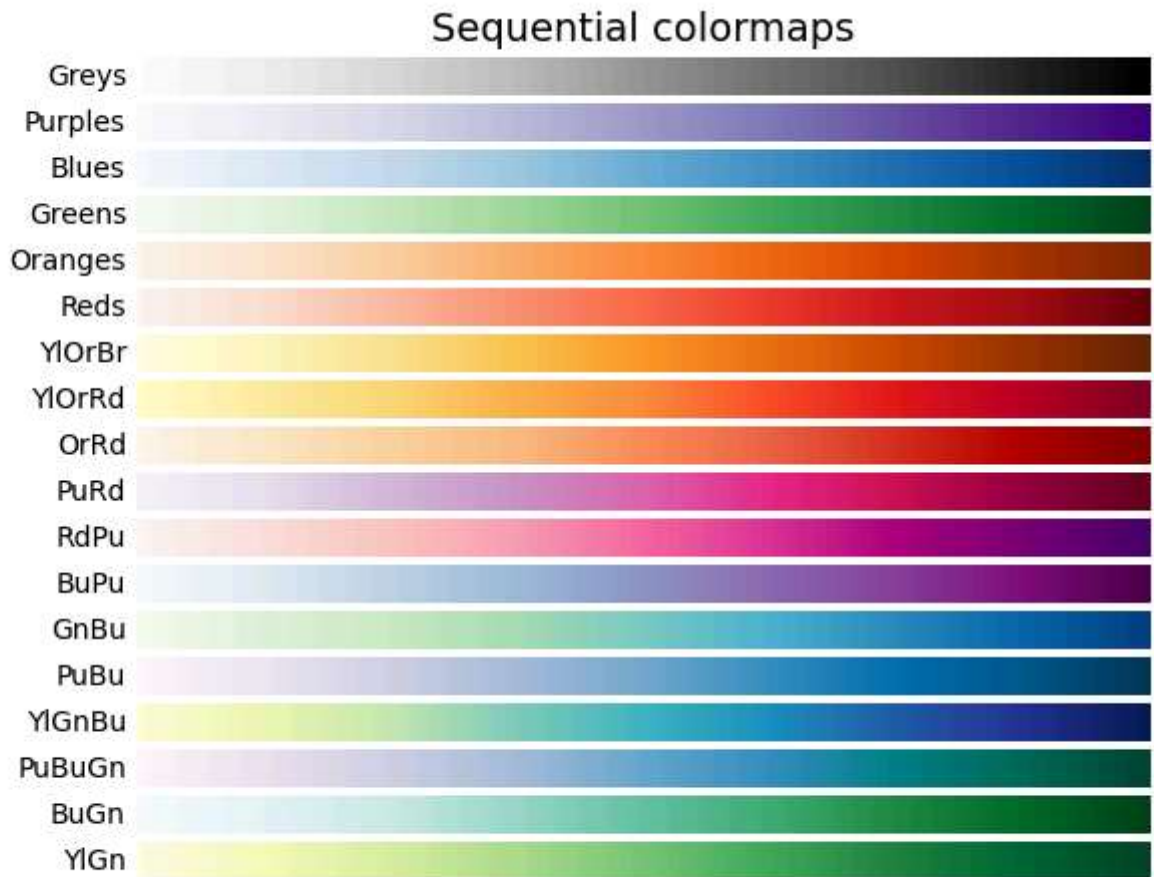 Sequential colormaps
Greys
Purples
Blues
Greens
Oranges
Reds
YlOrBr
YlOrRd
OrRd
PuRd
RdPu
BuPu
GnBu
PuBu
YlGnBu
PuBuGn
BuGn
YlGn